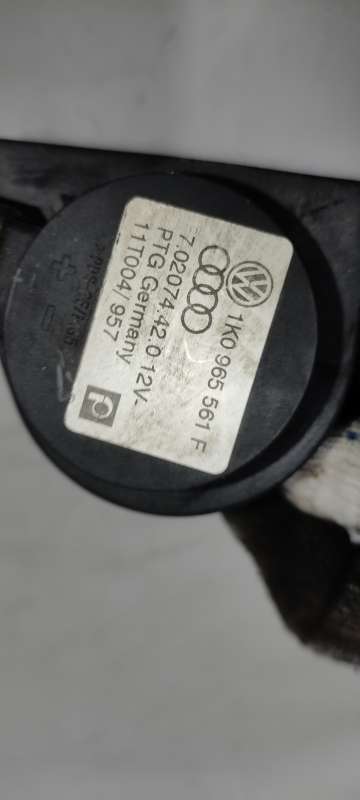 1K0 965 561 F
7.02074.42.0 12V-
PTG Germany
11T004/957